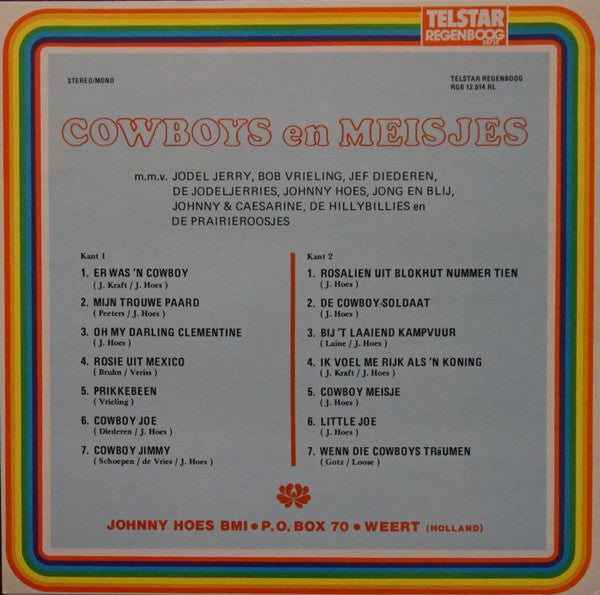 TELSTAR
REGENBOOG
serie
STEREO/MONO
TELSTAR REGENBOOG
RGB 12.514 RL
COWBOYS en MEISJES
m.m.v. JODEL JERRY, BOB VRIELING, JEF DIEDEREN,
DE JODELJERRIES, JOHNNY HOES, JONG EN BLIJ,
JOHNNY & CAESARINE, DE HILLYBILLIES en
DE PRAIRIEROOSJES
Kant 1
1. ER WAS 'N COWBOY
( J. Kraft / J. Hoes )
2. MIJN TROUWE PAARD
( Peeters / J. Hoes )
3. OH MY DARLING CLEMENTINE
( J. Hoes )
4. ROSIE UIT MEXICO
( Bruhn / Veriss )
5. PRIKKEBEEN
( Vrieling )
6. COWBOY JOE
( Diederen / J. Hoes )
7. COWBOY JIMMY
( Schoepen / de Vries / J. Hoes )
Kant 2
1. ROSALIEN UIT BLOKHUT NUMMER TIEN
( J. Hoes )
2. DE COWBOY-SOLDAAT
( J. Hoes )
3. BIJ 'T LAAIEND KAMPVUUR
( Laine / J. Hoes )
4. IK VOEL ME RIJK ALS 'N KONING
( J. Kraft / J. Hoes )
5. COWBOY MEISJE
( J. Hoes )
6. LITTLE JOE
( J. Hoes )
7. WENN DIE COWBOYS TRäUMEN
( Gotz / Loose )
JOHNNY HOES BMI • P.O. BOX 70 • WEERT (HOLLAND)